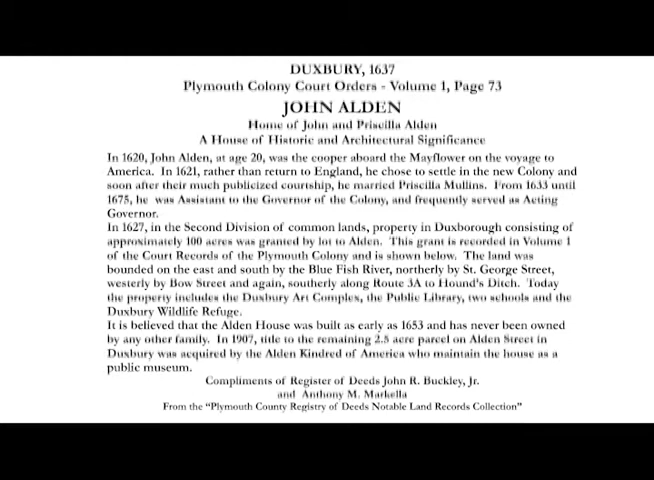 DUXBURY, 1637
Plymouth Colony Court Orders - Volume 1, Page 73
JOHN ALDEN
Home of John and Priscilla Alden
A House of Historic and Architectural Significance
In 1620, John Alden, at age 20, was the cooper aboard the Mayflower on the voyage to
America. In 1621, rather than return to England, he chose to settle in the new Colony and
soon after their much publicized courtship, he married Priscilla Mullins. From 1633 until
1675, he was Assistant to the Governor of the Colony, and frequently served as Acting
Governor.
In 1627, in the Second Division of common lands, property in Duxborough consisting of
approximately 100 acres was granted by lot to Alden. This grant is recorded in Volume 1
of the Court Records of the Plymouth Colony and is shown below. The land was
bounded on the east and south by the Blue Fish River, northerly by St. George Street,
westerly by Bow Street and again, southerly along Route 3A to Hound's Ditch. Today
the property includes the Duxbury Art Complex, the Public Library, two schools and the
Duxbury Wildlife Refuge.
It is believed that the Alden House was built as early as 1653 and has never been owned
by any other family. In 1907, title to the remaining 2.5 acre parcel on Alden Street in
Duxbury was acquired by the Alden Kindred of America who maintain the house as a
public museum.
Compliments of Register of Deeds John R. Buckley, Jr.
and Anthony M. Markella
From the "Plymouth County Registry of Deeds Notable Land Records Collection"